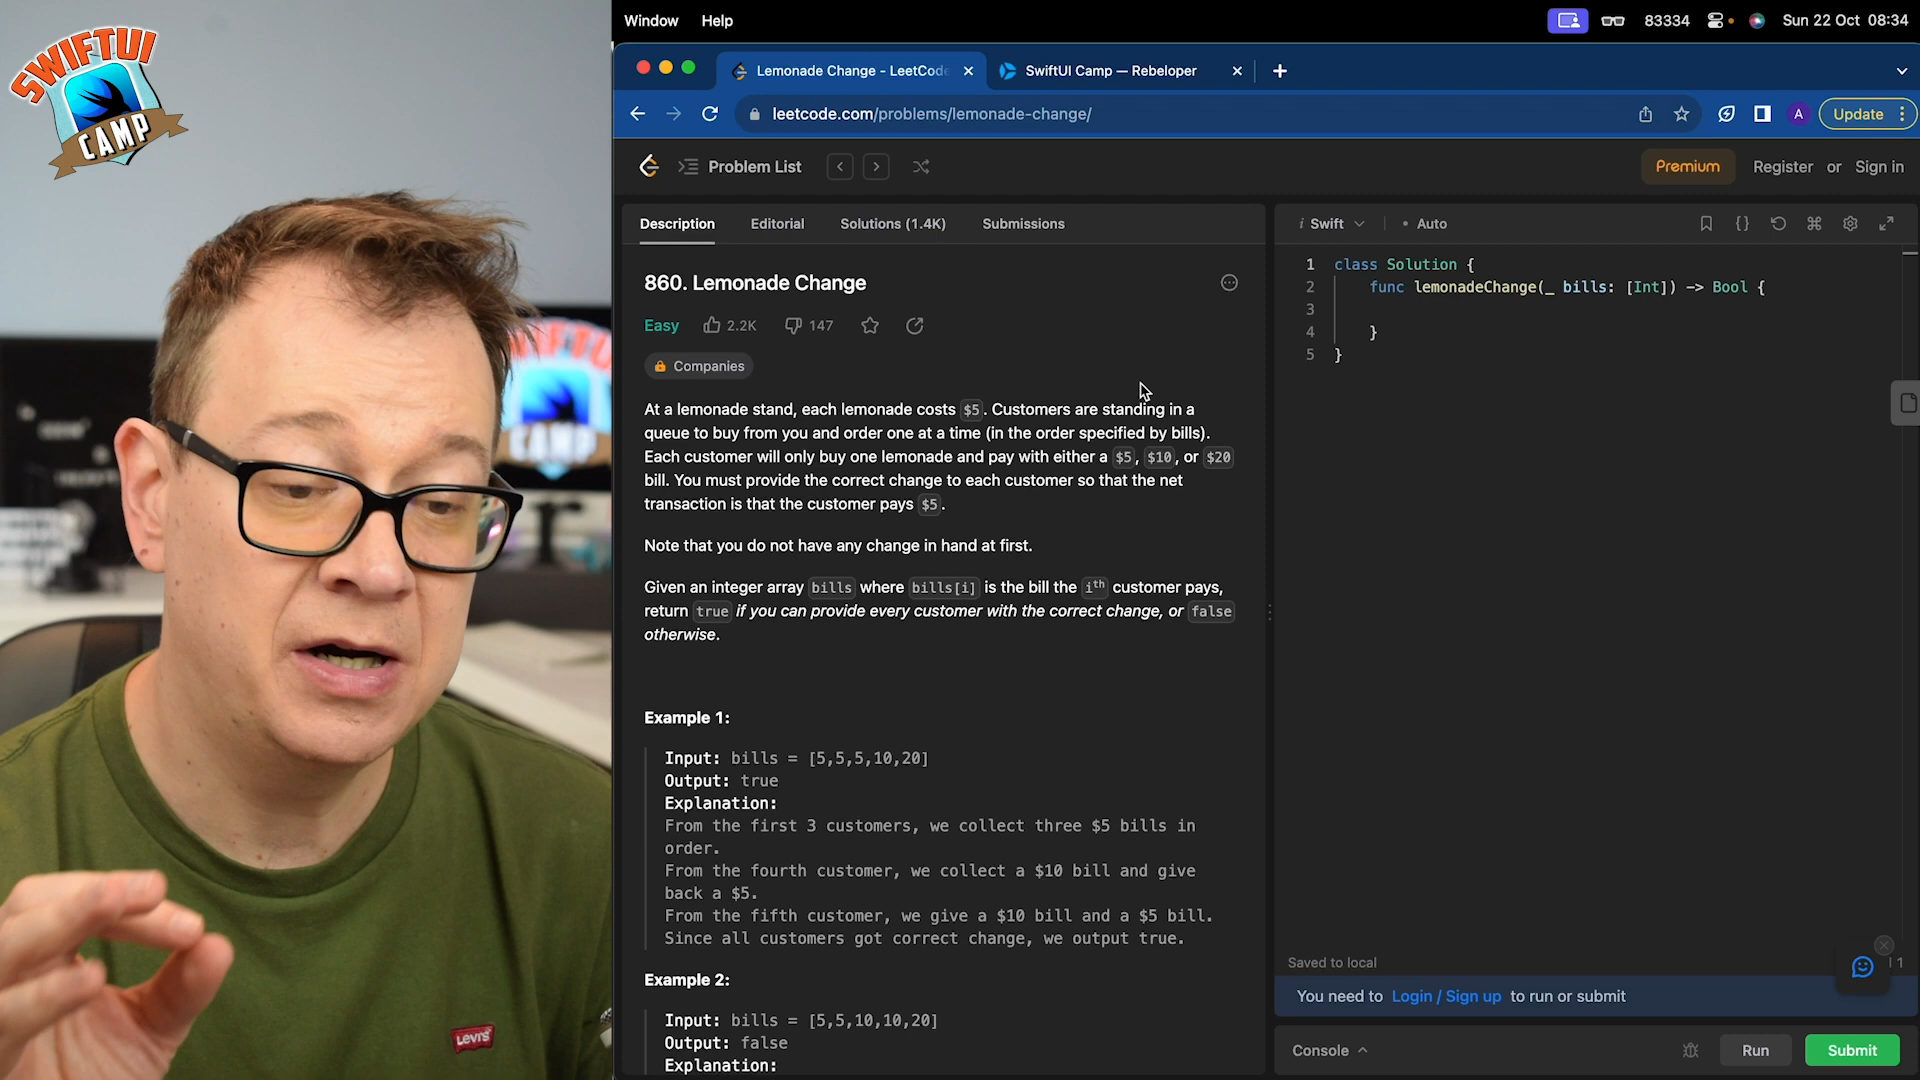 SWIFTUI
CAMP
Levi's
Window Help 83334 Sun 22 Oct 08:34
Lemonade Change - LeetCode SwiftUI Camp — Rebeloper
leetcode.com/problems/lemonade-change/ A Update
Problem List Premium Register or Sign in
Description Editorial Solutions (1.4K) Submissions
860. Lemonade Change
Easy 2.2K 147
Companies
At a lemonade stand, each lemonade costs $5. Customers are standing in a
queue to buy from you and order one at a time (in the order specified by bills).
Each customer will only buy one lemonade and pay with either a $5, $10, or $20
bill. You must provide the correct change to each customer so that the net
transaction is that the customer pays $5.
Note that you do not have any change in hand at first.
Given an integer array bills where bills[i] is the bill the ith customer pays,
return true if you can provide every customer with the correct change, or false
otherwise.
Example 1:
Input: bills = [5,5,5,10,20]
Output: true
Explanation:
From the first 3 customers, we collect three $5 bills in
order.
From the fourth customer, we collect a $10 bill and give
back a $5.
From the fifth customer, we give a $10 bill and a $5 bill.
Since all customers got correct change, we output true.
Example 2:
Input: bills = [5,5,10,10,20]
Output: false
Explanation:
i Swift • Auto
1 class Solution {
2 func lemonadeChange(_ bills: [Int]) -> Bool {
3
4 }
5 }
Saved to local
You need to Login / Sign up to run or submit
Console Run Submit